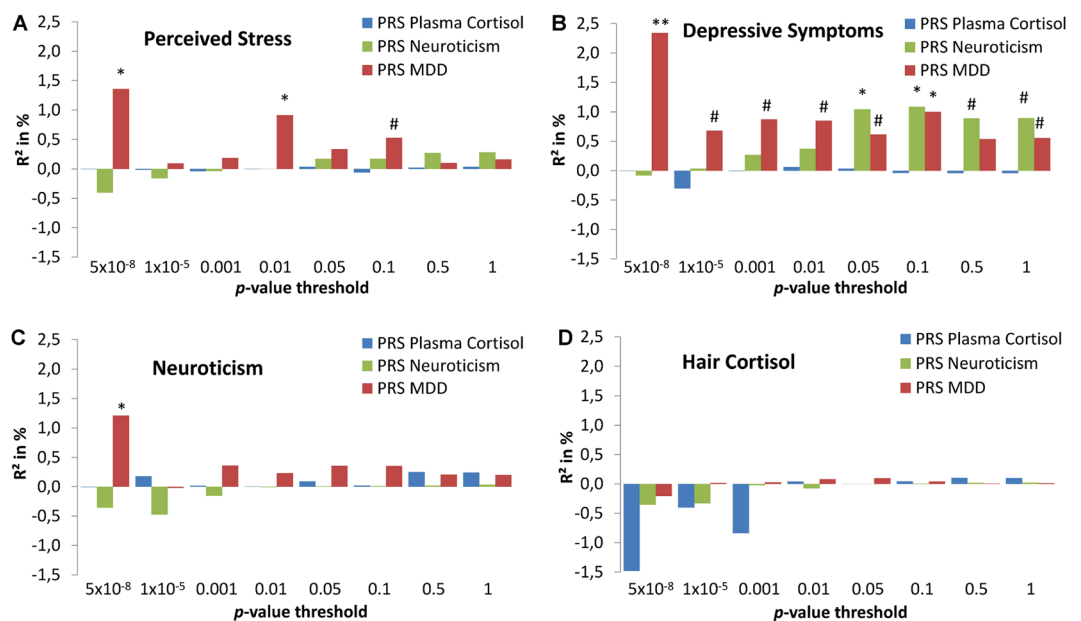 A
Perceived Stress
PRS Plasma Cortisol
PRS Neuroticism
PRS MDD
R² in %
2,5
2,0
1,5
1,0
0,5
0,0
-0,5
-1,0
-1,5
*
*
#
5x10⁻⁸ 1x10⁻⁵ 0.001 0.01 0.05 0.1 0.5 1
p-value threshold
B
Depressive Symptoms
PRS Plasma Cortisol
PRS Neuroticism
PRS MDD
R² in %
2,5
2,0
1,5
1,0
0,5
0,0
-0,5
-1,0
-1,5
**
# # # * # * * # # #
5x10⁻⁸ 1x10⁻⁵ 0.001 0.01 0.05 0.1 0.5 1
p-value threshold
C
Neuroticism
PRS Plasma Cortisol
PRS Neuroticism
PRS MDD
R² in %
2,5
2,0
1,5
1,0
0,5
0,0
-0,5
-1,0
-1,5
*
5x10⁻⁸ 1x10⁻⁵ 0.001 0.01 0.05 0.1 0.5 1
p-value threshold
D
Hair Cortisol
PRS Plasma Cortisol
PRS Neuroticism
PRS MDD
R² in %
2,5
2,0
1,5
1,0
0,5
0,0
-0,5
-1,0
-1,5
5x10⁻⁸ 1x10⁻⁵ 0.001 0.01 0.05 0.1 0.5 1
p-value threshold